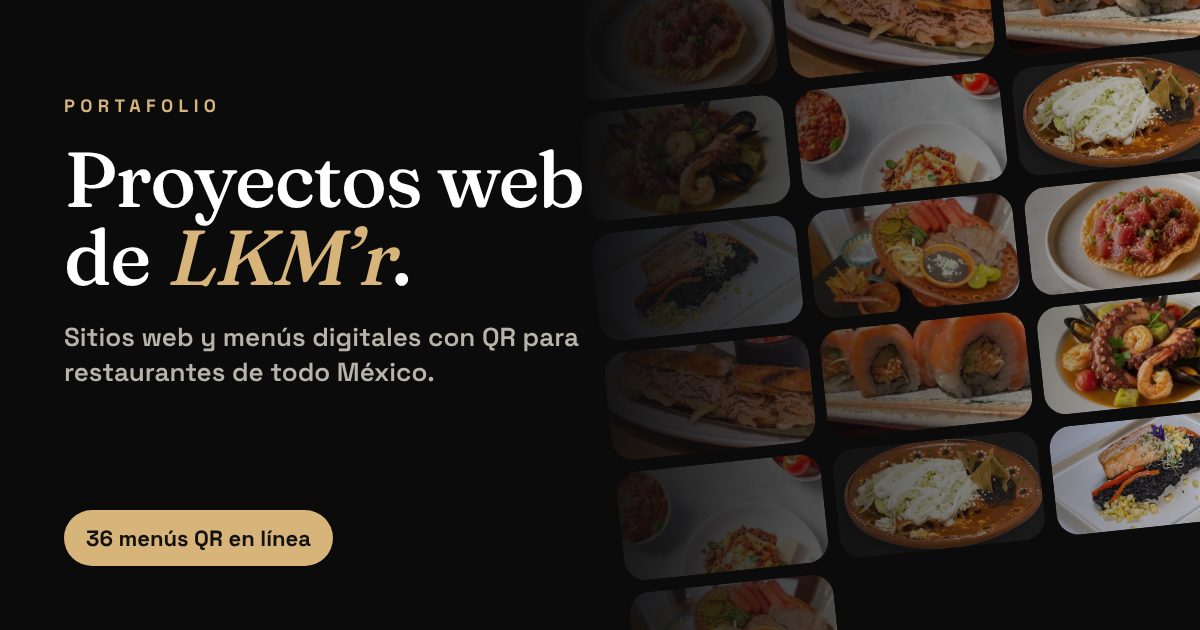 PORTAFOLIO
Proyectos web
de LKM’r.
Sitios web y menús digitales con QR para
restaurantes de todo México.
36 menús QR en línea